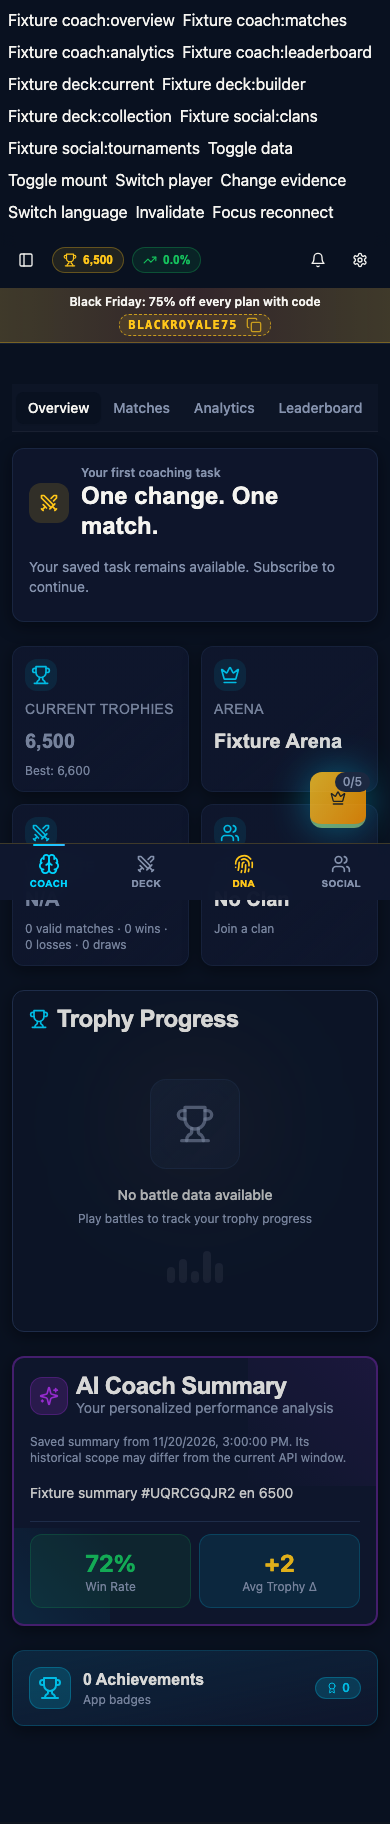 Fixture coach:overview Fixture coach:matches
Fixture coach:analytics Fixture coach:leaderboard
Fixture deck:current Fixture deck:builder
Fixture deck:collection Fixture social:clans
Fixture social:tournaments Toggle data
Toggle mount Switch player Change evidence
Switch language Invalidate Focus reconnect
6,500 0.0%
Black Friday: 75% off every plan with code
BLACKROYALE75
Overview Matches Analytics Leaderboard
Your first coaching task
One change. One
match.
Your saved task remains available. Subscribe to
continue.
CURRENT TROPHIES
6,500
Best: 6,600
ARENA
Fixture Arena
0/5
COACH DECK DNA SOCIAL
N/A
0 valid matches · 0 wins ·
0 losses · 0 draws
No Clan
Join a clan
Trophy Progress
No battle data available
Play battles to track your trophy progress
AI Coach Summary
Your personalized performance analysis
Saved summary from 11/20/2026, 3:00:00 PM. Its
historical scope may differ from the current API window.
Fixture summary #UQRCGQJR2 en 6500
72%
Win Rate
+2
Avg Trophy Δ
0 Achievements
App badges
0